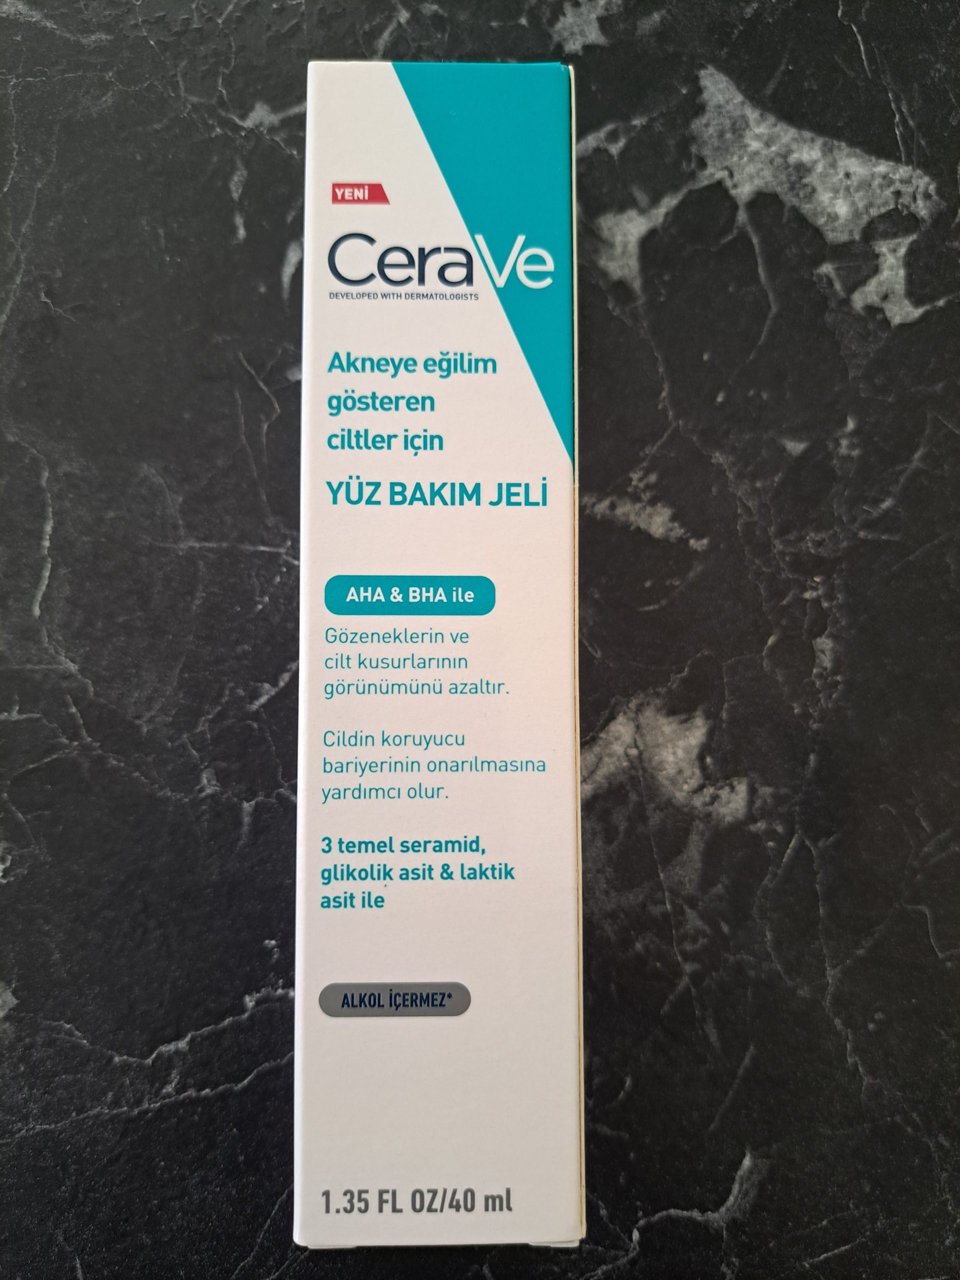 YENİ
CeraVe
DEVELOPED WITH DERMATOLOGISTS
Akneye eğilim
gösteren
ciltler için
YÜZ BAKIM JELİ
AHA & BHA ile
Gözeneklerin ve
cilt kusurlarının
görünümünü azaltır.
Cildin koruyucu
bariyerinin onarılmasına
yardımcı olur.
3 temel seramid,
glikolik asit & laktik
asit ile
ALKOL İÇERMEZ*
1.35 FL OZ/40 ml